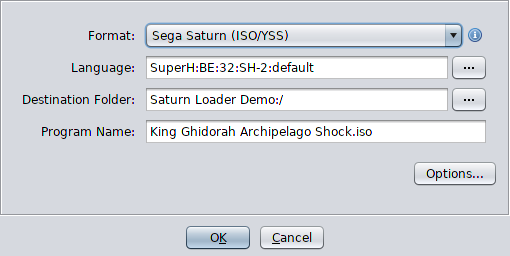 Format: Sega Saturn (ISO/YSS)
Language: SuperH:BE:32:SH-2:default ...
Destination Folder: Saturn Loader Demo:/ ...
Program Name: King Ghidorah Archipelago Shock.iso
Options...
OK Cancel